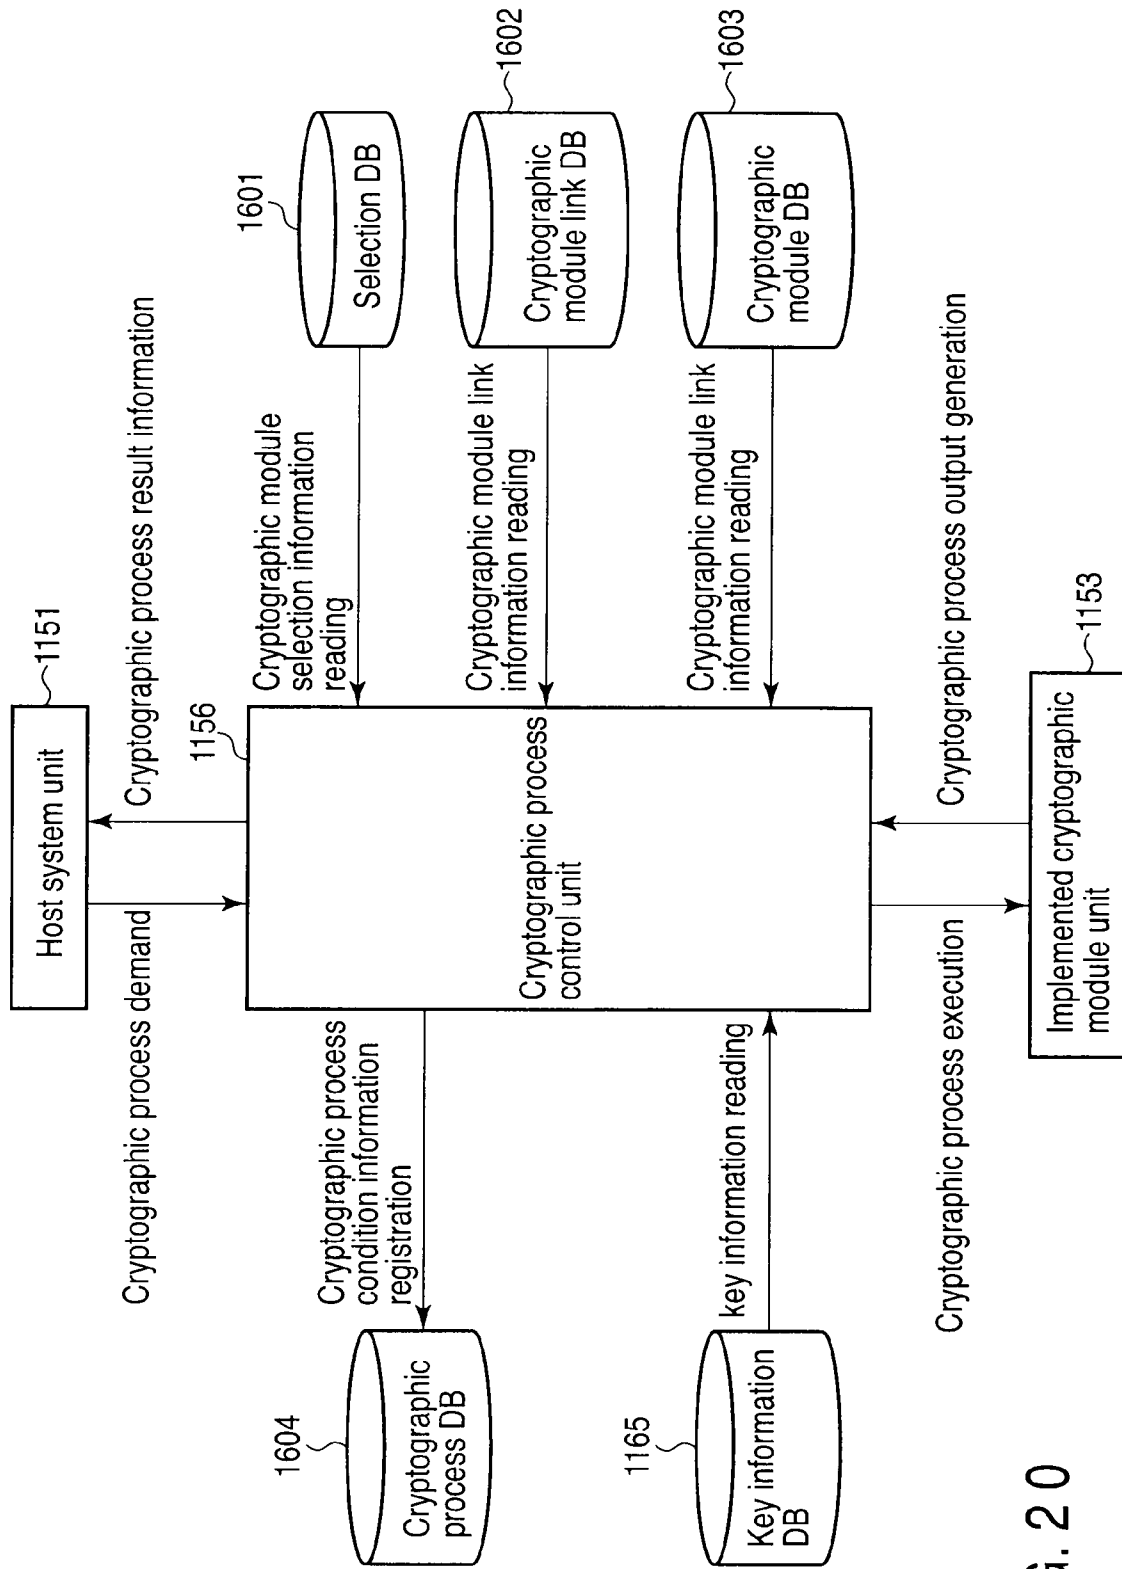 Host system unit
1151
Cryptographic process demand
Cryptographic process result information
1156
Cryptographic process
control unit
1604
Cryptographic
process DB
Cryptographic process
condition information
registration
1165
Key information
DB
key information reading
Cryptographic module
selection information
reading
1601
Selection DB
Cryptographic module link
information reading
1602
Cryptographic
module link DB
Cryptographic module link
information reading
1603
Cryptographic
module DB
Cryptographic process execution
Cryptographic process output generation
Implemented cryptographic
module unit
1153
G. 20